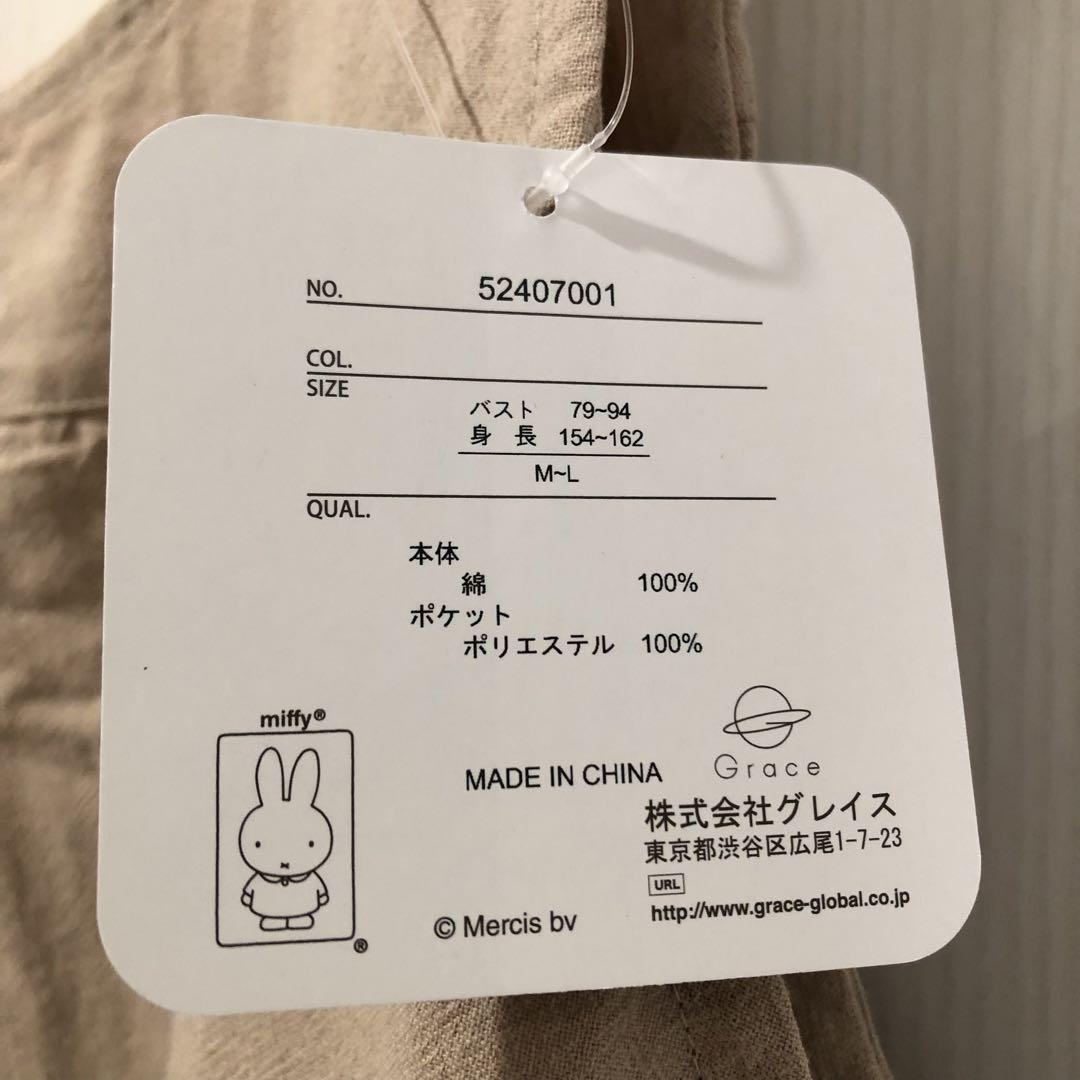 NO. 52407001
COL.
SIZE
バスト 79~94
身 長 154~162
M~L
QUAL.
本体
綿 100%
ポケット
ポリエステル 100%
miffy®
®
MADE IN CHINA
© Mercis bv
Grace
株式会社グレイス
東京都渋谷区広尾1-7-23
URL
http://www.grace-global.co.jp